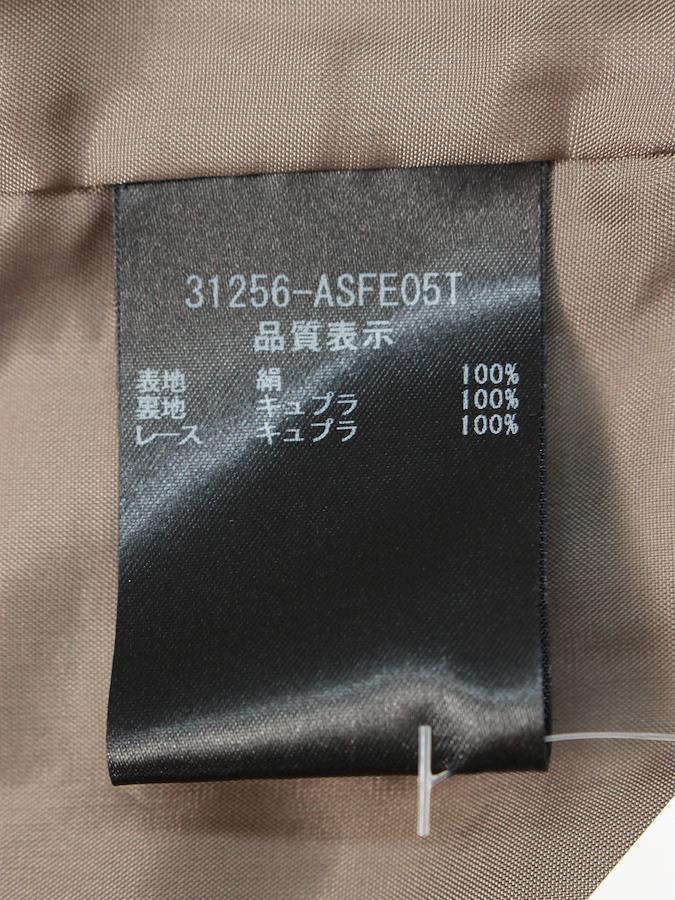 31256-ASFE05T
品質表示
表地 絹 100%
裏地 キュプラ 100%
レース キュプラ 100%